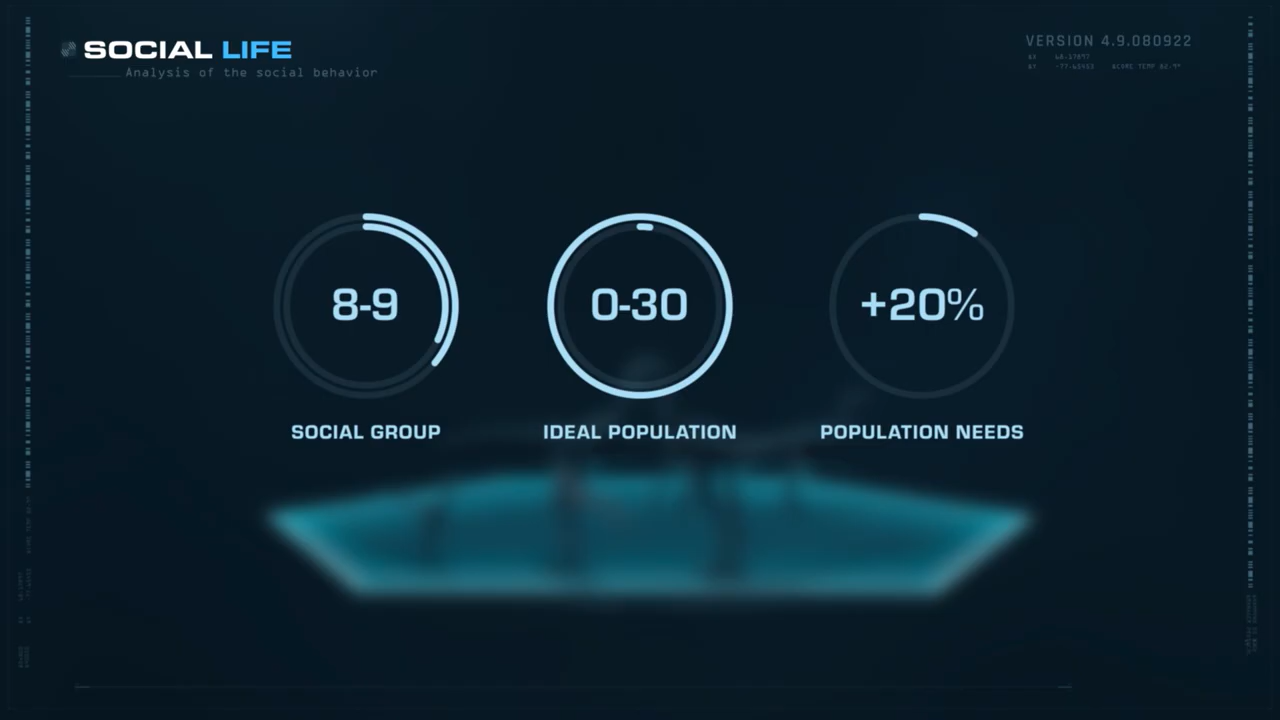 SOCIAL LIFE
Analysis of the social behavior
VERSION 4.9.080922
8-9
0-30
+20%
SOCIAL GROUP
IDEAL POPULATION
POPULATION NEEDS